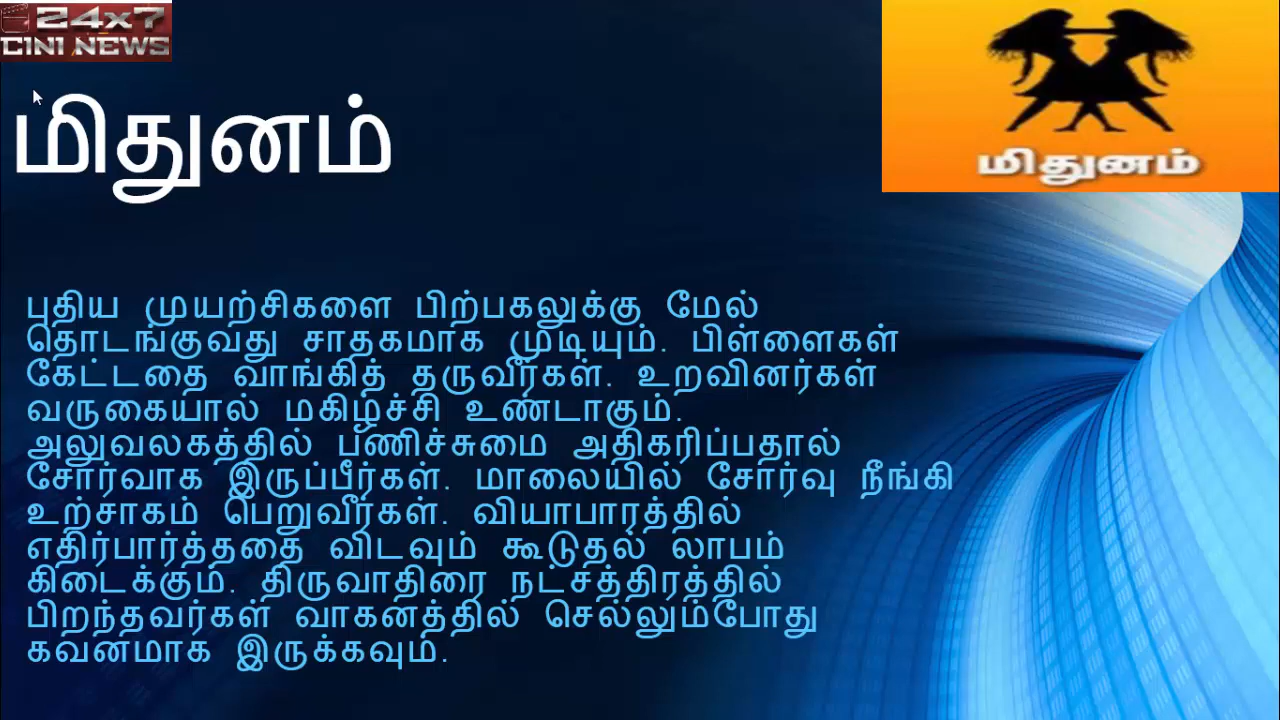 24x7
CINI NEWS
மிதுனம்
மிதுனம்
புதிய முயற்சிகளை பிற்பகலுக்கு மேல்
தொடங்குவது சாதகமாக முடியும். பிள்ளைகள்
கேட்டதை வாங்கித் தருவீர்கள். உறவினர்கள்
வருகையால் மகிழ்ச்சி உண்டாகும்.
அலுவலகத்தில் பணிச்சுமை அதிகரிப்பதால்
சோர்வாக இருப்பீர்கள். மாலையில் சோர்வு நீங்கி
உற்சாகம் பெறுவீர்கள். வியாபாரத்தில்
எதிர்பார்த்ததை விடவும் கூடுதல் லாபம்
கிடைக்கும். திருவாதிரை நட்சத்திரத்தில்
பிறந்தவர்கள் வாகனத்தில் செல்லும்போது
கவனமாக இருக்கவும்.